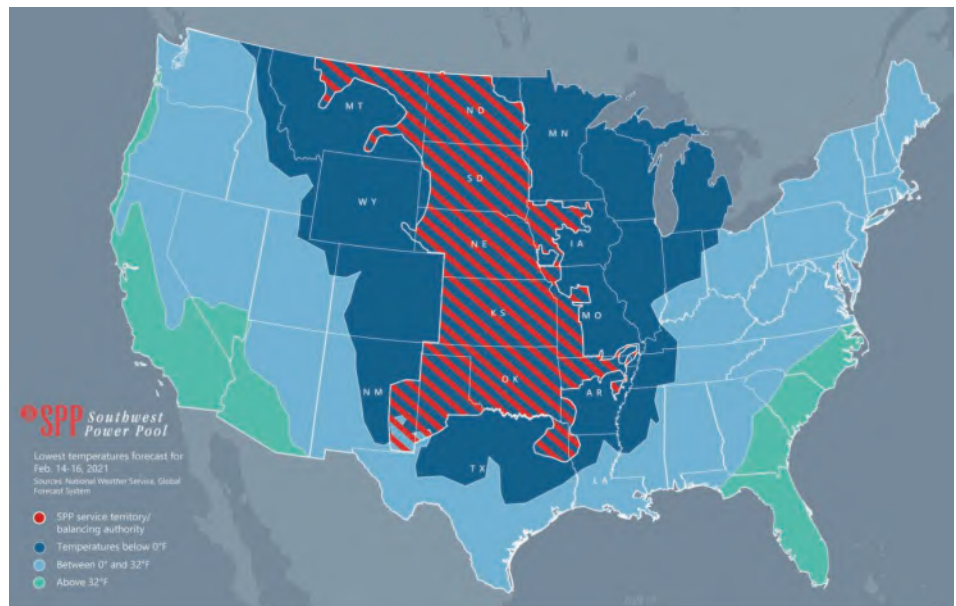 MT
ND
MN
SD
WY
NE
IA
KS
MO
OK
NM
AR
TX
LA
SPP Southwest
Power Pool
Lowest temperatures forecast for
Feb. 14-16, 2021
Sources: National Weather Service, Global
Forecast System
SPP service territory/
balancing authority
Temperatures below 0°F
Between 0° and 32°F
Above 32°F